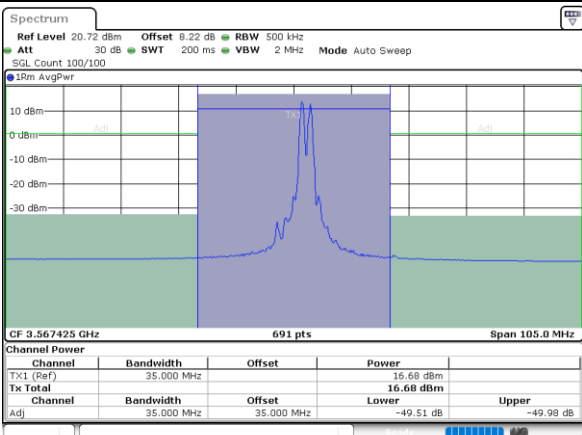 Spectrum
Ref Level 20.72 dBm Offset 8.22 dB RBW 500 kHz
Att 30 dB SWT 200 ms VBW 2 MHz Mode Auto Sweep
SGL Count 100/100
1Rm AvgPwr
10 dBm
TX1
Adj Adj
0 dBm
-10 dBm
-20 dBm
-30 dBm
CF 3.567425 GHz 691 pts Span 105.0 MHz
Channel Power
Channel Bandwidth Offset Power
TX1 (Ref) 35.000 MHz 16.68 dBm
Tx Total 16.68 dBm
Channel Bandwidth Offset Lower Upper
Adj 35.000 MHz 35.000 MHz -49.51 dB -49.98 dB